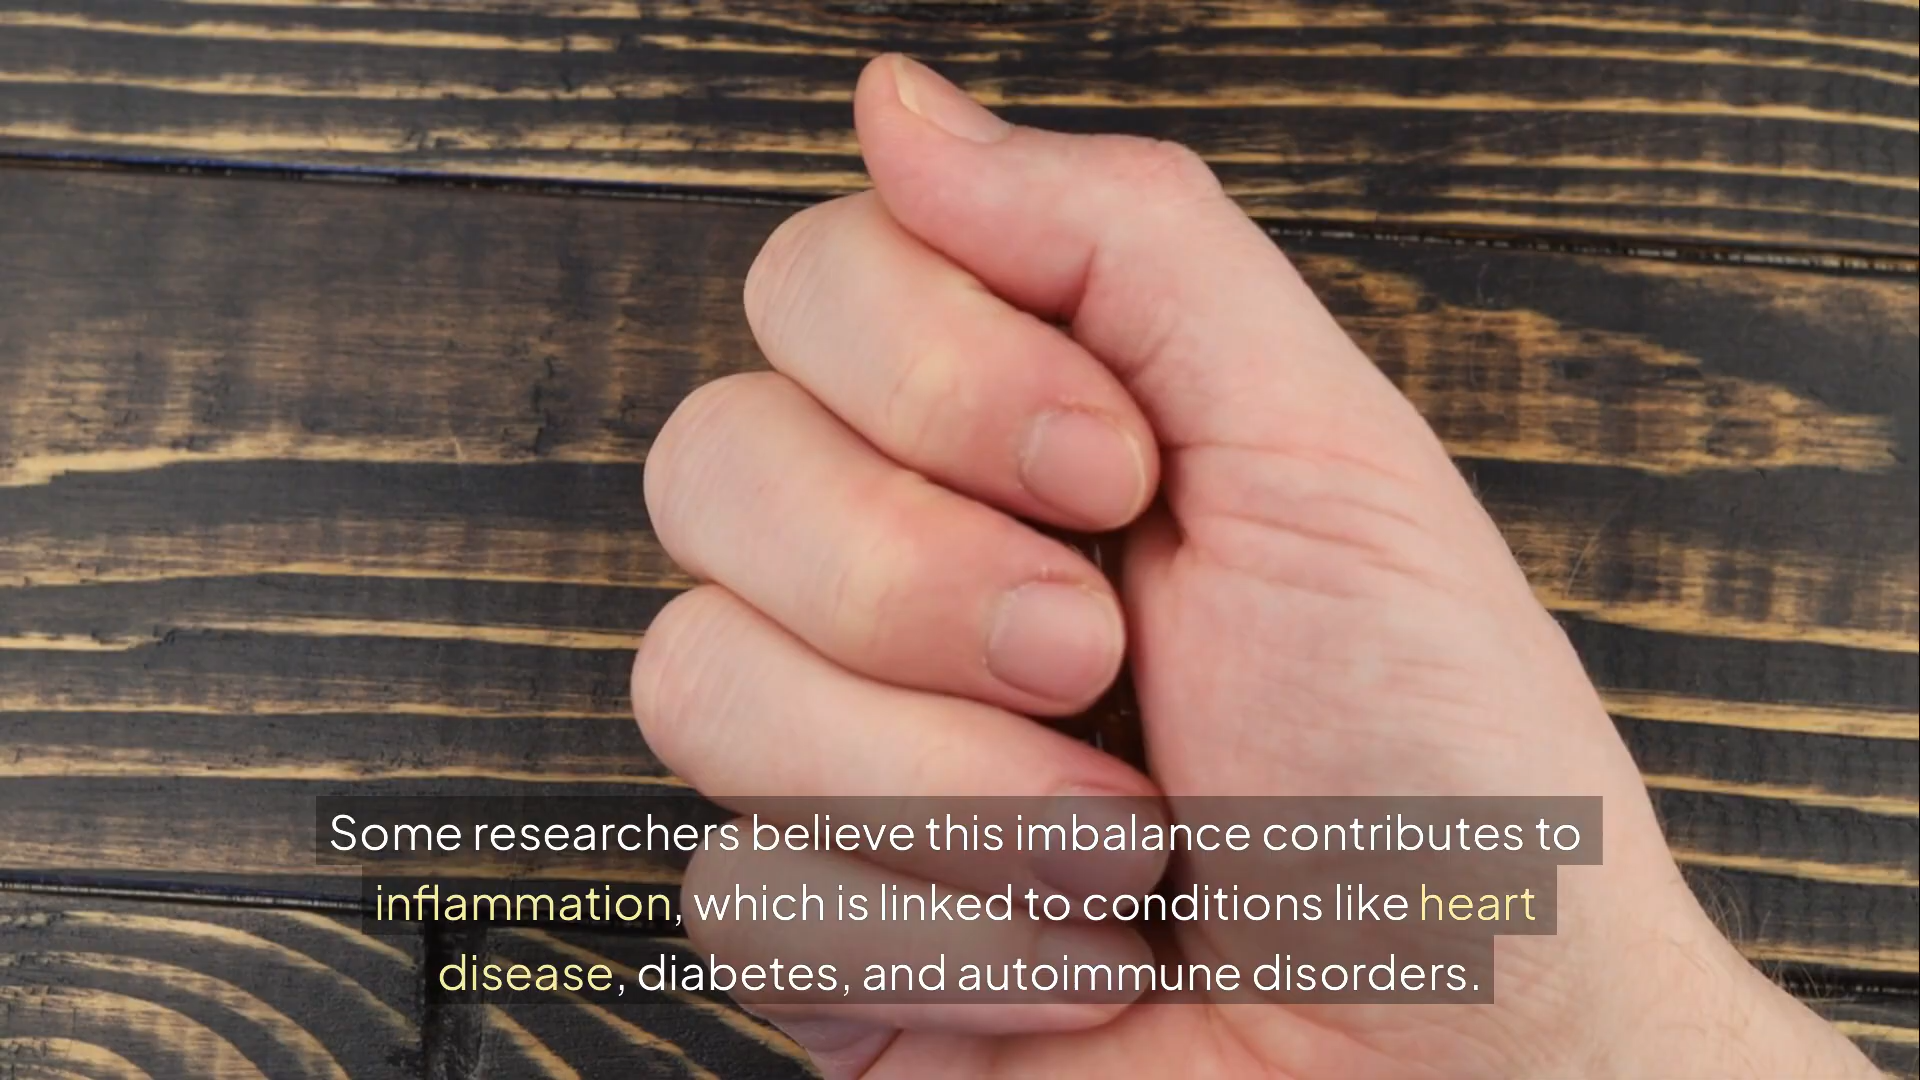 Some researchers believe this imbalance contributes to
inflammation, which is linked to conditions like heart
disease, diabetes, and autoimmune disorders.